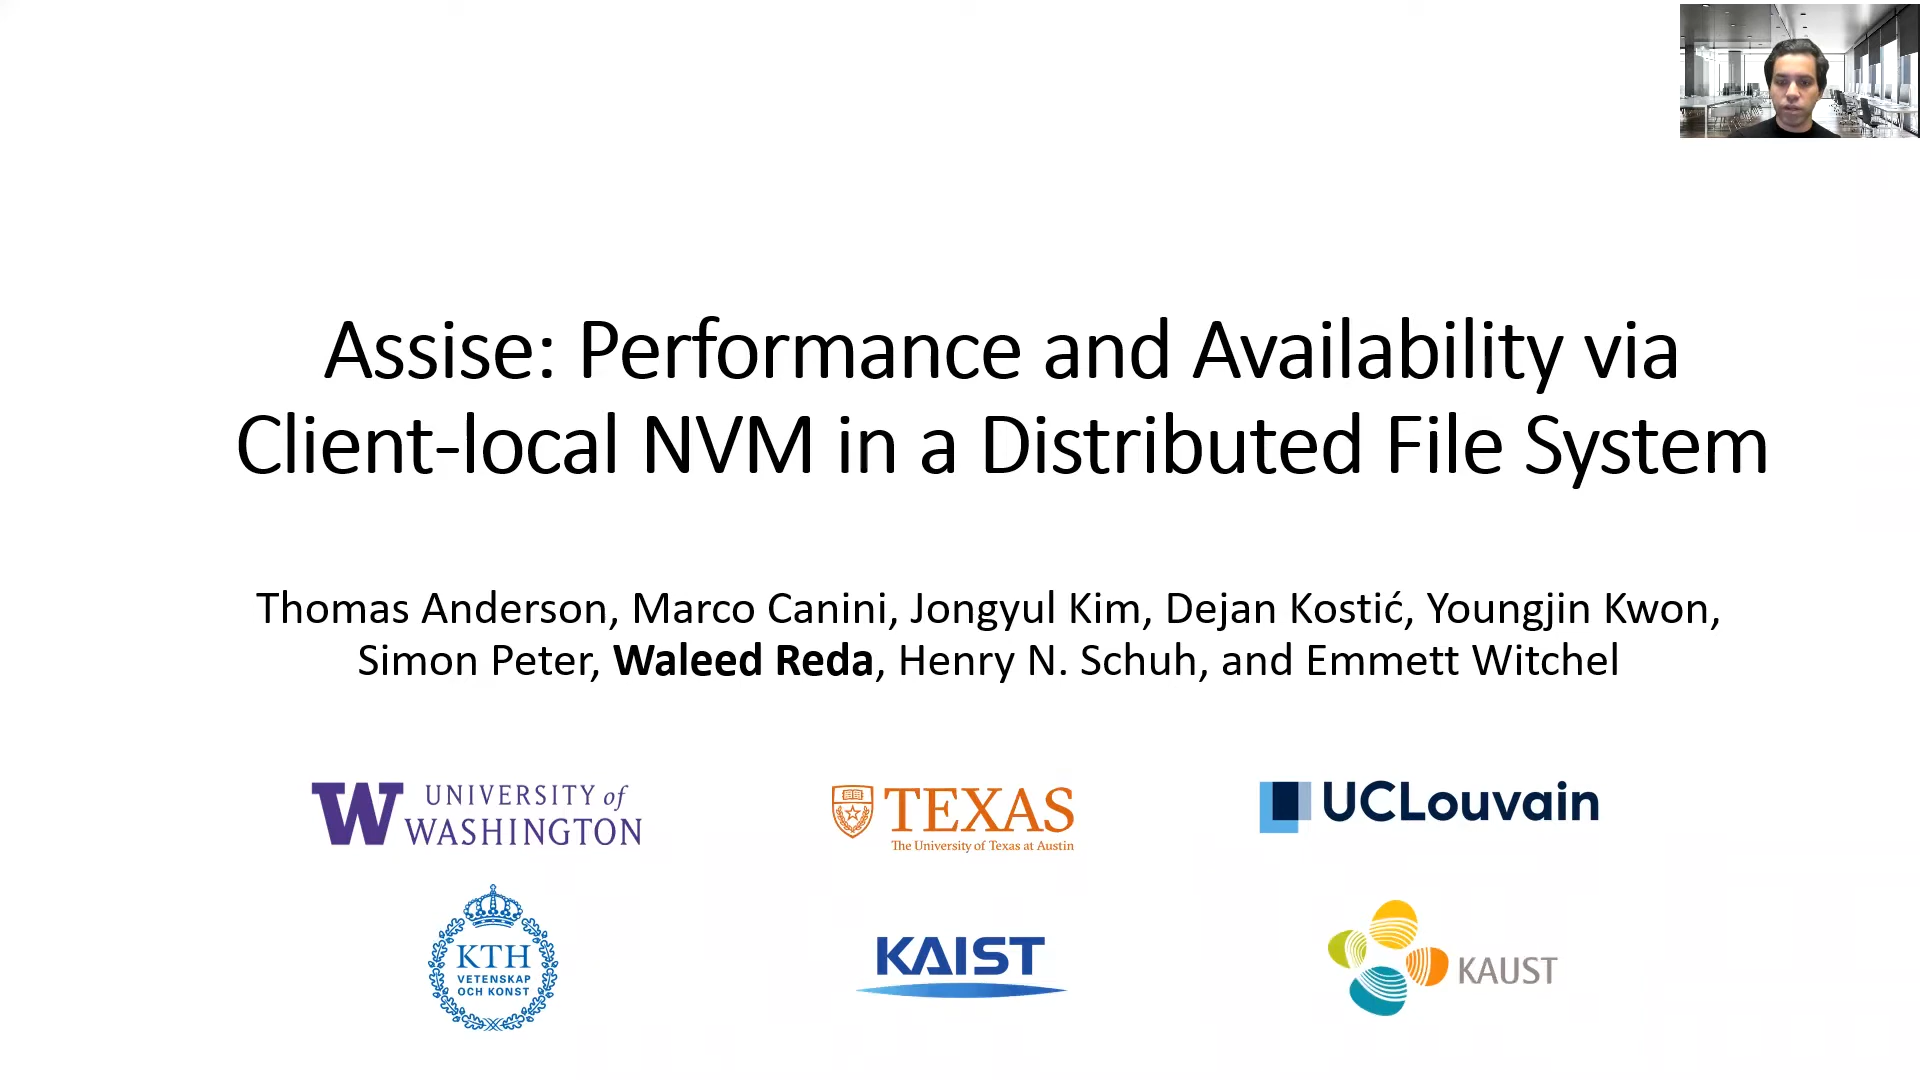 Assise: Performance and Availability via
Client-local NVM in a Distributed File System
Thomas Anderson, Marco Canini, Jongyul Kim, Dejan Kostić, Youngjin Kwon,
Simon Peter, Waleed Reda, Henry N. Schuh, and Emmett Witchel
W UNIVERSITY of
WASHINGTON
TEXAS
The University of Texas at Austin
UCLouvain
KTH
VETENSKAP
OCH KONST
KAIST
KAUST